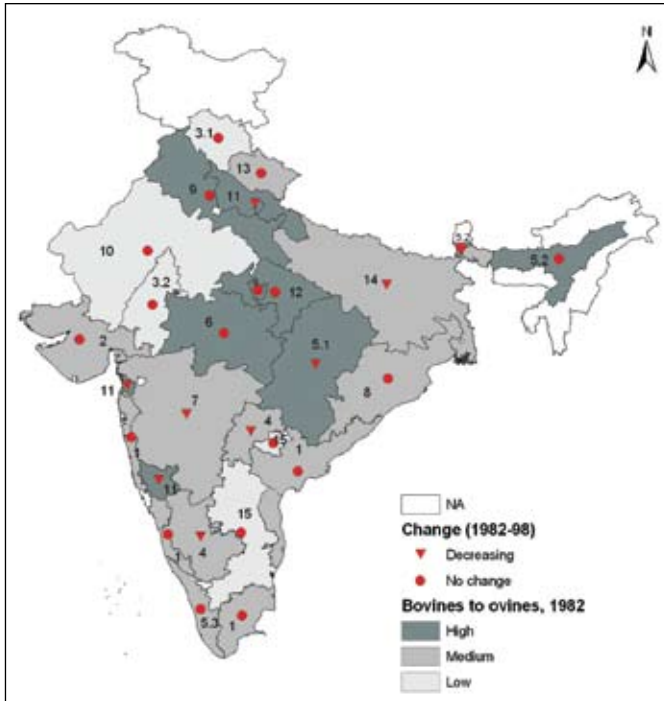 N
3.1
13
9
11
5.2
10
5.2
3.2
14
12
6
2
5.1
11
8
7
4
15
1
1
11
15
NA
Change (1982-98)
Decreasing
No change
1
4
Bovines to ovines, 1982
High
5.3
1
Medium
Low